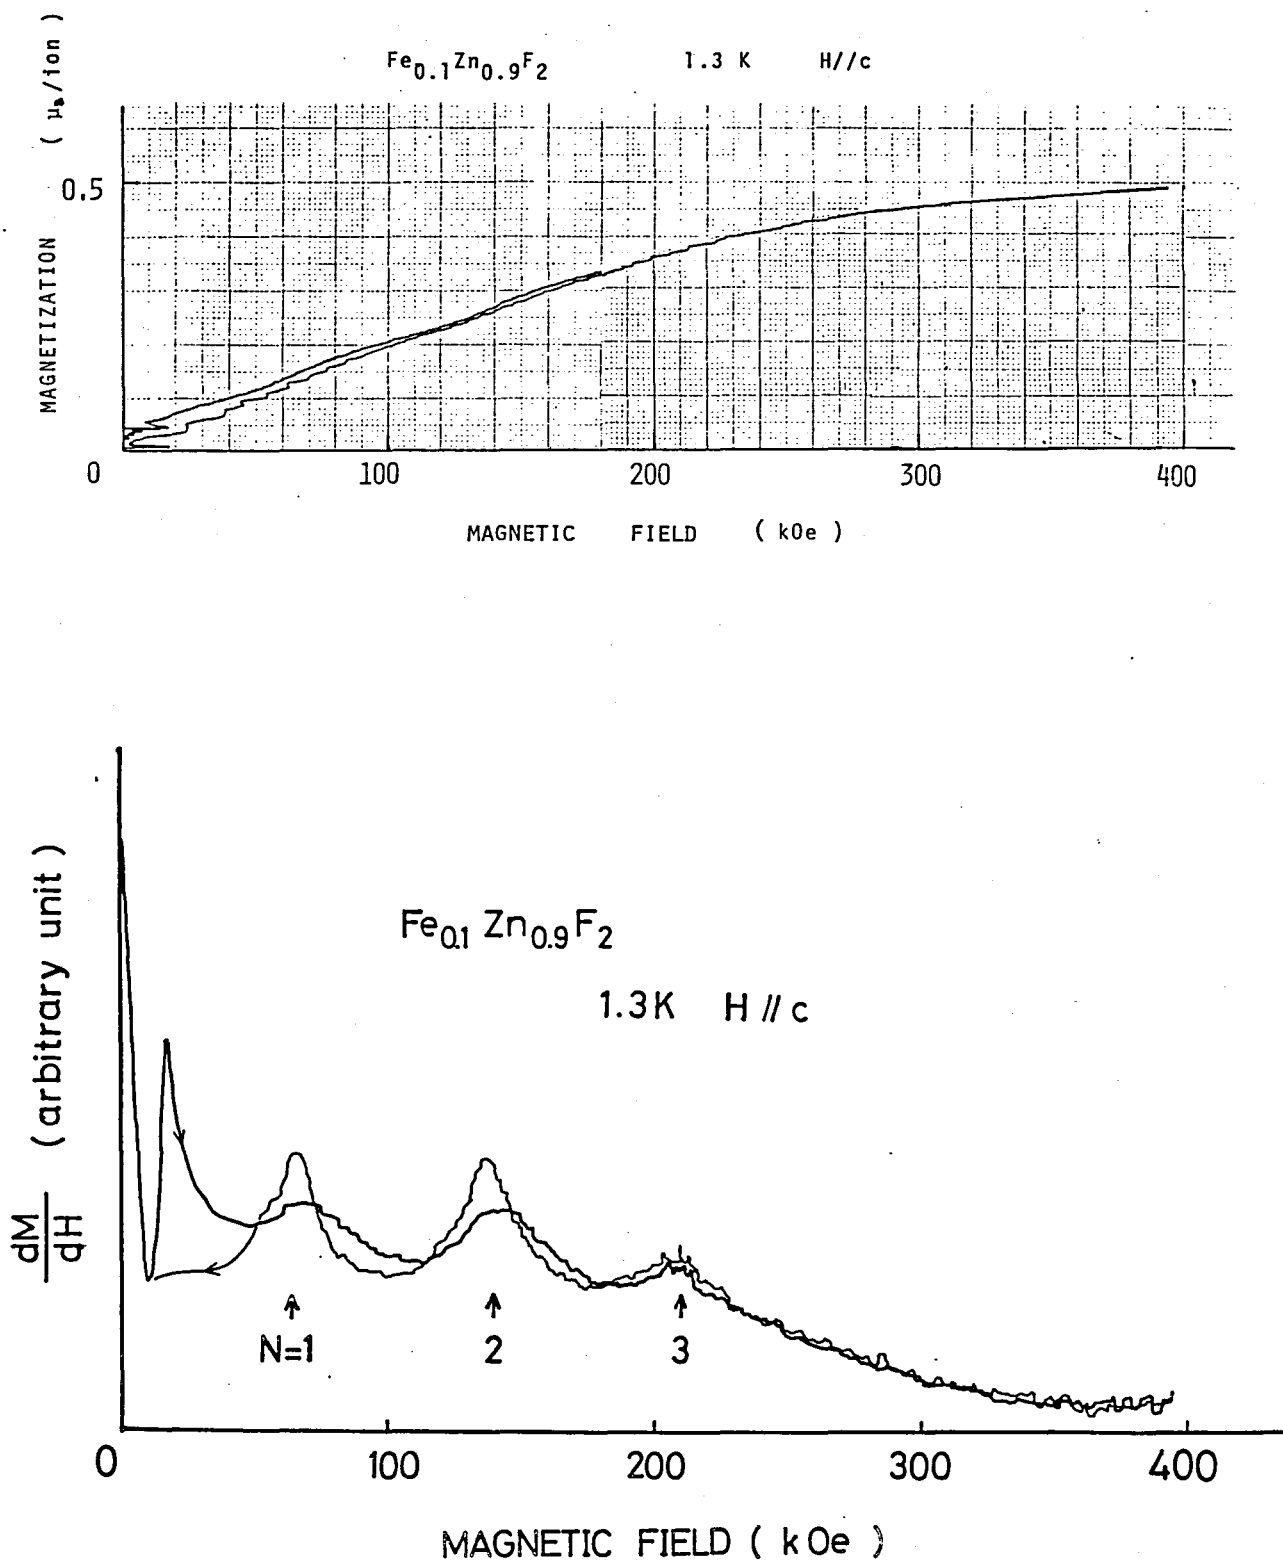 Fe0.1Zn0.9F2 1.3 K H//c
MAGNETIZATION ( μB/ion )
0.5
0 100 200 300 400
MAGNETIC FIELD ( kOe )
dM/dH (arbitrary unit)
Fe0.1 Zn0.9F2
1.3K H // c
N=1 2 3
0 100 200 300 400
MAGNETIC FIELD ( kOe )